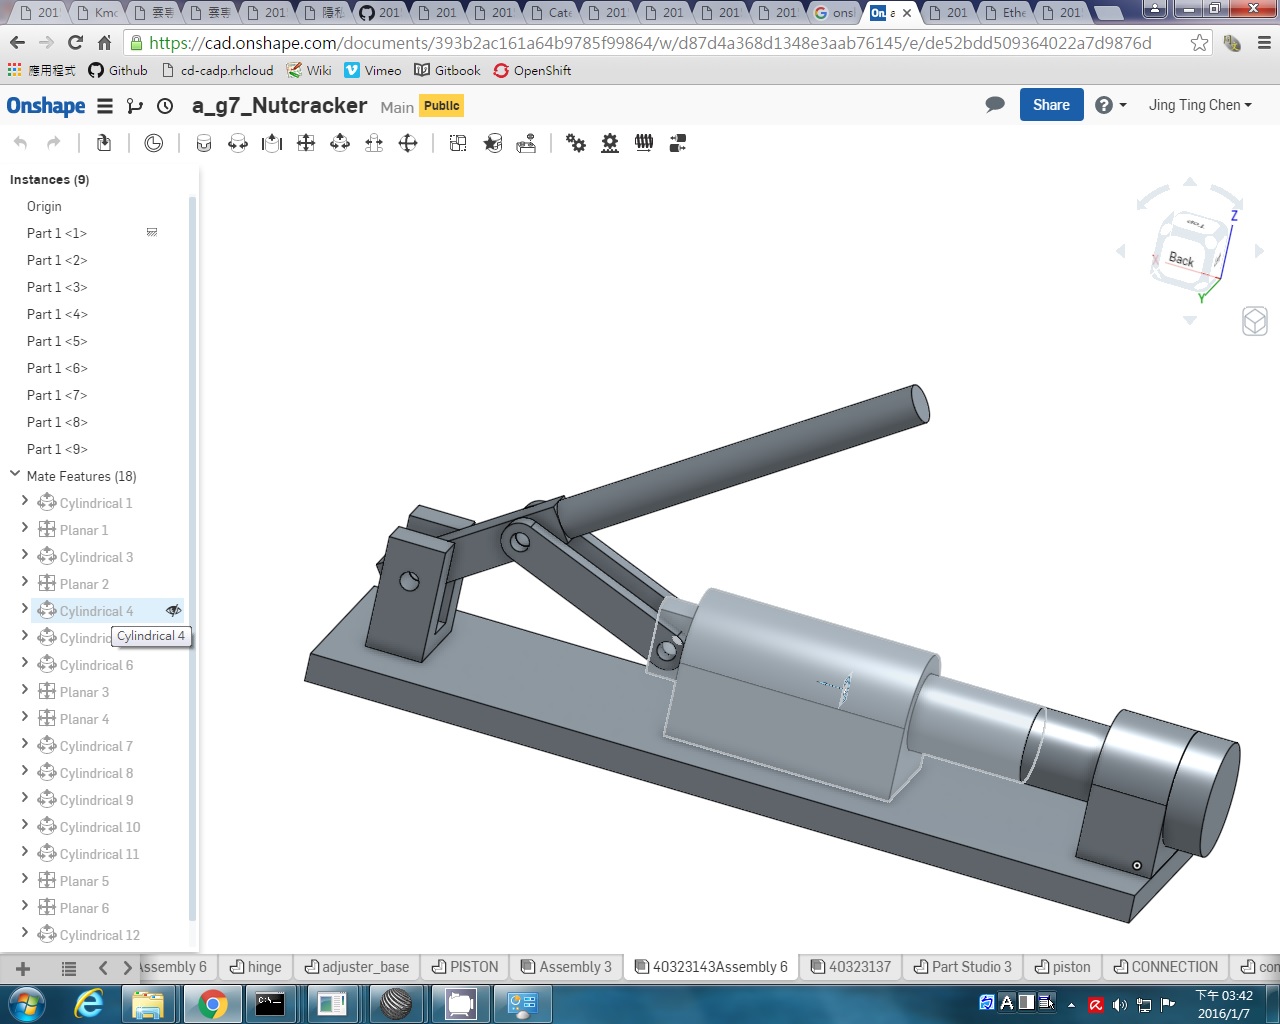 201
Kmo
雲
雲
201
隱私
201
201
201
Cate
201
201
201
201
ons
On. a
201
Ethe
201
https://cad.onshape.com/documents/393b2ac161a64b9785f99864/w/d87d4a368d1348e3aab76145/e/de52bdd509364022a7d9876d
應用程式 Github cd-cadp.rhcloud Wiki Vimeo Gitbook OpenShift
Onshape a_g7_Nutcracker Main Public Share Jing Ting Chen
Instances (9)
Origin
Part 1 <1>
Part 1 <2>
Part 1 <3>
Part 1 <4>
Part 1 <5>
Part 1 <6>
Part 1 <7>
Part 1 <8>
Part 1 <9>
Mate Features (18)
Cylindrical 1
Planar 1
Cylindrical 3
Planar 2
Cylindrical 4
Cylindric
Cylindrical 4
Cylindrical 6
Planar 3
Planar 4
Cylindrical 7
Cylindrical 8
Cylindrical 9
Cylindrical 10
Cylindrical 11
Planar 5
Planar 6
Cylindrical 12
Z
Top
Back
X
Y
Assembly 6 hinge adjuster_base PISTON Assembly 3 40323143Assembly 6 40323137 Part Studio 3 piston CONNECTION con
下午 03:42
2016/1/7